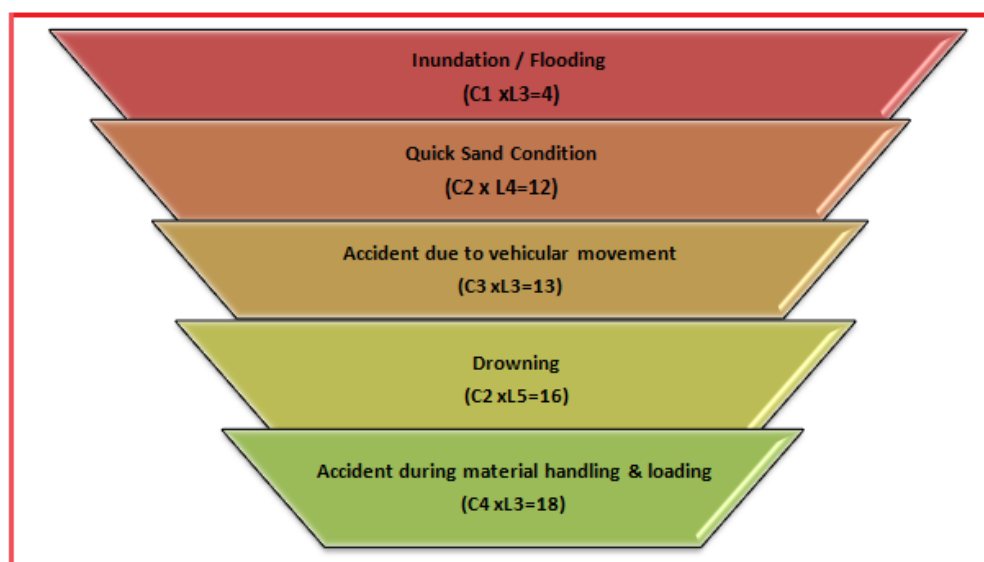 Inundation / Flooding
(C1 xL3=4)
Quick Sand Condition
(C2 x L4=12)
Accident due to vehicular movement
(C3 xL3=13)
Drowning
(C2 xL5=16)
Accident during material handling & loading
(C4 xL3=18)